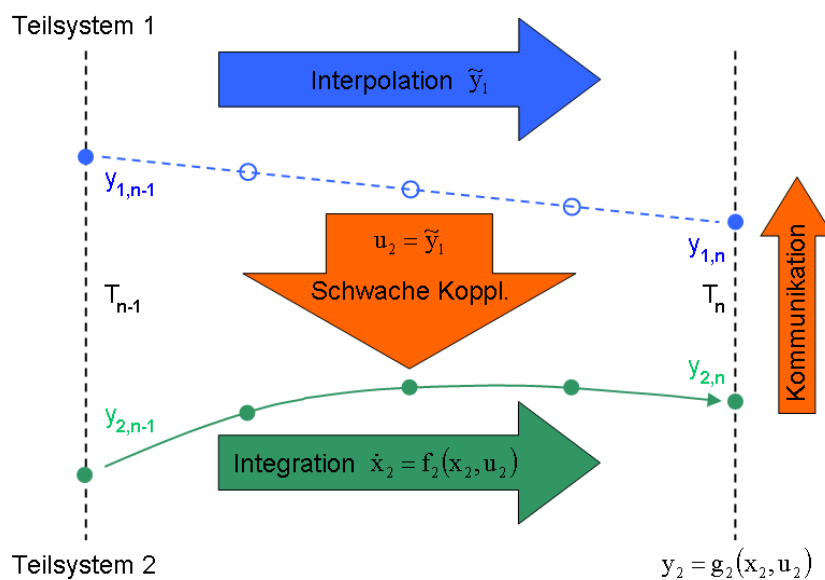 Teilsystem 1
Interpolation ỹ₁
y₁,ₙ₋₁
u₂ = ỹ₁
y₁,ₙ
Schwache Koppl.
Tₙ₋₁
Tₙ
Kommunikation
y₂,ₙ
y₂,ₙ₋₁
Integration ẋ₂ = f₂(x₂, u₂)
Teilsystem 2
y₂ = g₂(x₂, u₂)